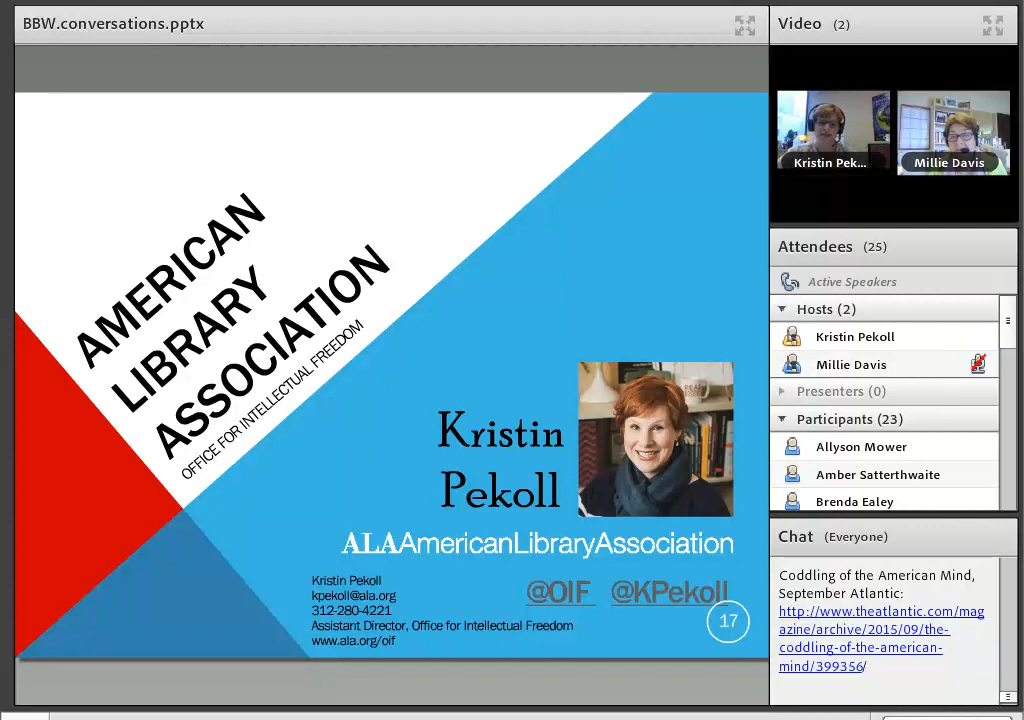 BBW.conversations.pptx
AMERICAN
LIBRARY
ASSOCIATION
OFFICE FOR INTELLECTUAL FREEDOM
Kristin
Pekoll
ALAAmericanLibraryAssociation
Kristin Pekoll
kpekoll@ala.org
312-280-4221
Assistant Director, Office for Intellectual Freedom
www.ala.org/oif
@OIF @KPekoll
17
Video (2)
Kristin Pek...
Millie Davis
Attendees (25)
Active Speakers
Hosts (2)
Kristin Pekoll
Millie Davis
Presenters (0)
Participants (23)
Allyson Mower
Amber Satterthwaite
Brenda Ealey
Chat (Everyone)
Coddling of the American Mind,
September Atlantic:
http://www.theatlantic.com/mag
azine/archive/2015/09/the-
coddling-of-the-american-
mind/399356/